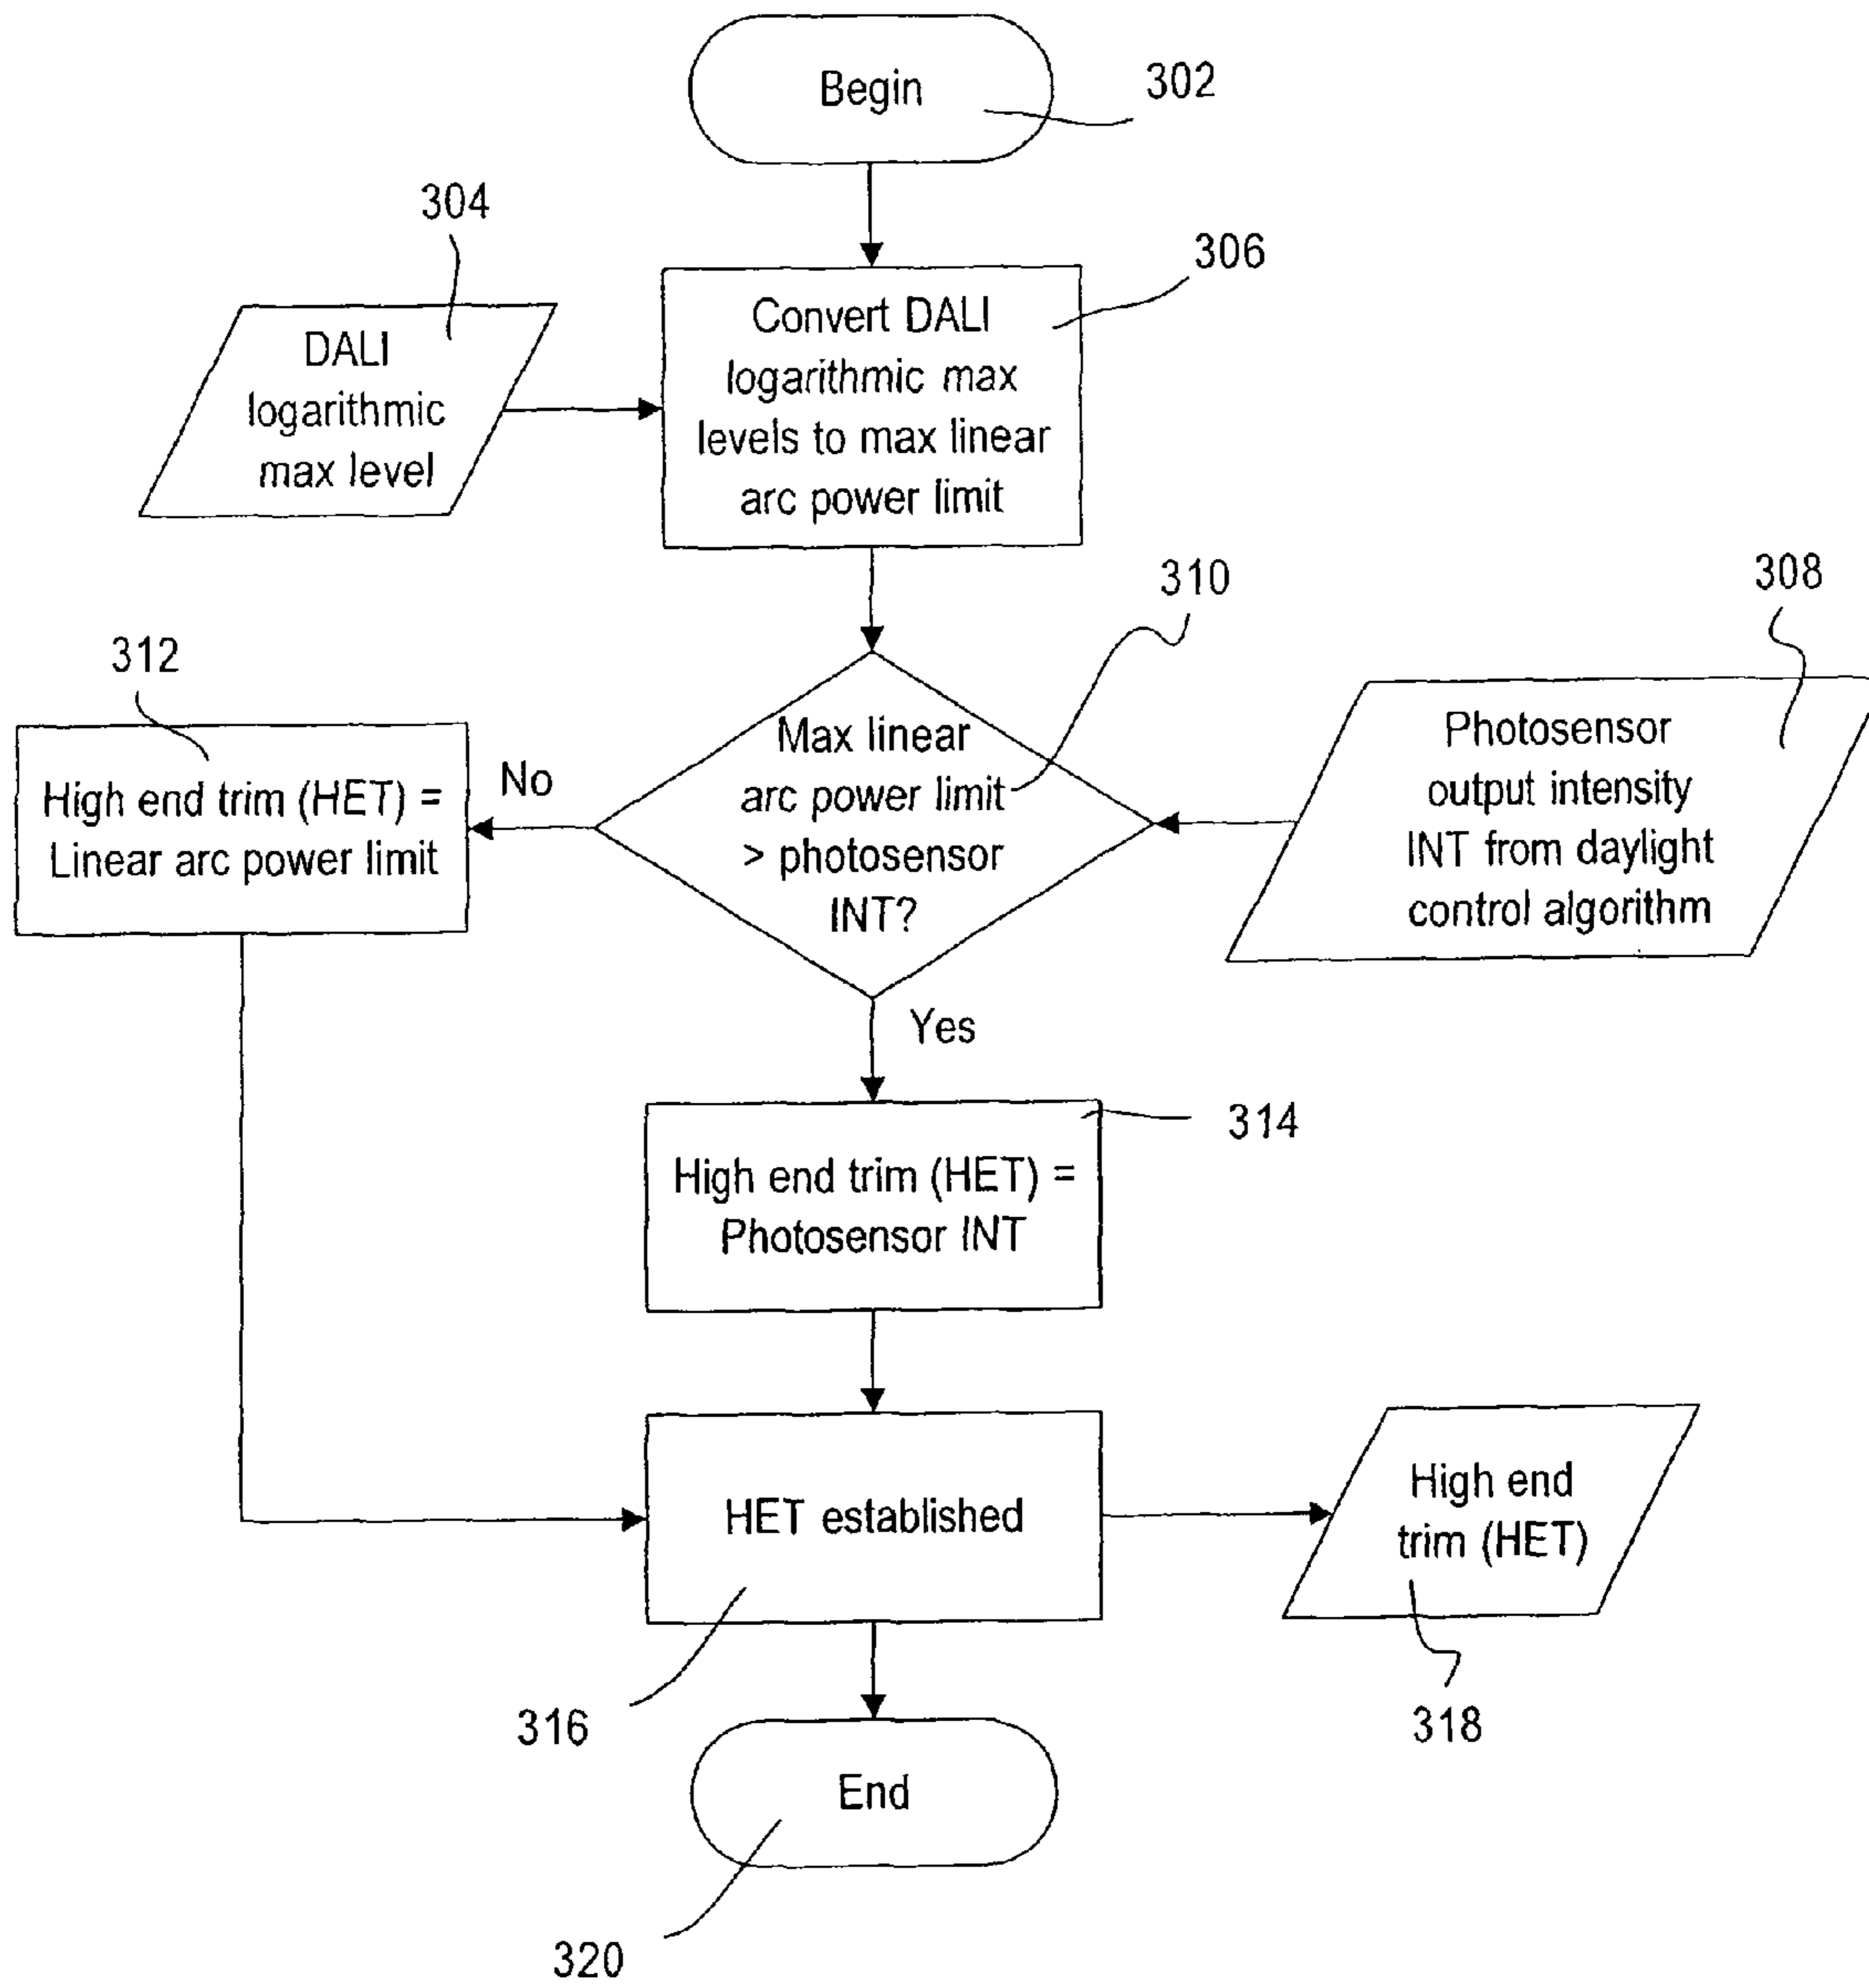 Begin
302
304
DALI
logarithmic
max level
306
Convert DALI
logarithmic max
levels to max linear
arc power limit
310
308
312
Max linear
arc power limit
> photosensor
INT?
Photosensor
output intensity
INT from daylight
control algorithm
High end trim (HET) =
Linear arc power limit
No
Yes
314
High end trim (HET) =
Photosensor INT
HET established
High end
trim (HET)
316
318
End
320